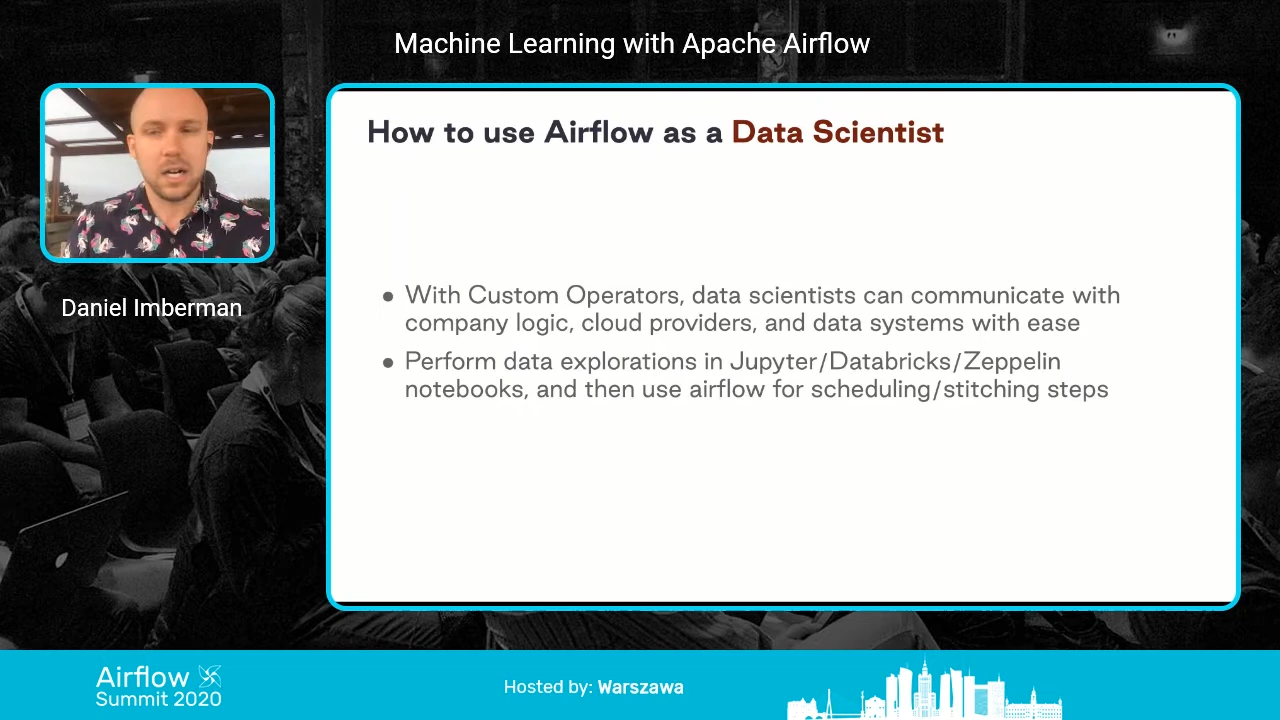 Machine Learning with Apache Airflow
How to use Airflow as a Data Scientist
● With Custom Operators, data scientists can communicate with
company logic, cloud providers, and data systems with ease
● Perform data explorations in Jupyter/Databricks/Zeppelin
notebooks, and then use airflow for scheduling/stitching steps
Daniel Imberman
Airflow
Summit 2020
Hosted by: Warszawa